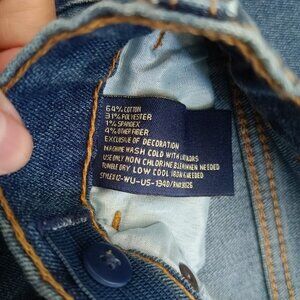 64% COTTON
31% POLYESTER
1% SPANDEX
4% OTHER FIBER
EXCLUSIVE OF DECORATION
MACHINE WASH COLD WITH COLORS
USE ONLY NON CHLORINE BLEACH WHEN NEEDED
TUMBLE DRY LOW COOL IRON IF NEEDED
STYLE